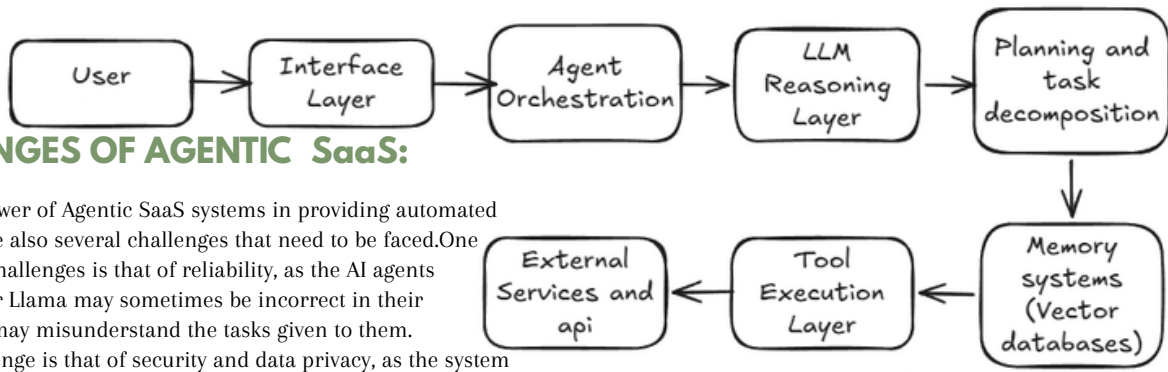 User
Interface
Layer
Agent
Orchestration
LLM
Reasoning
Layer
Planning and
task
decomposition
NGES OF AGENTIC SaaS:
wer of Agentic SaaS systems in providing automated
e also several challenges that need to be faced.One
hallenges is that of reliability, as the AI agents
r Llama may sometimes be incorrect in their
may misunderstand the tasks given to them.
nge is that of security and data privacy, as the system
Memory
systems
(Vector
databases)
Tool
Execution
Layer
External
Services and
api